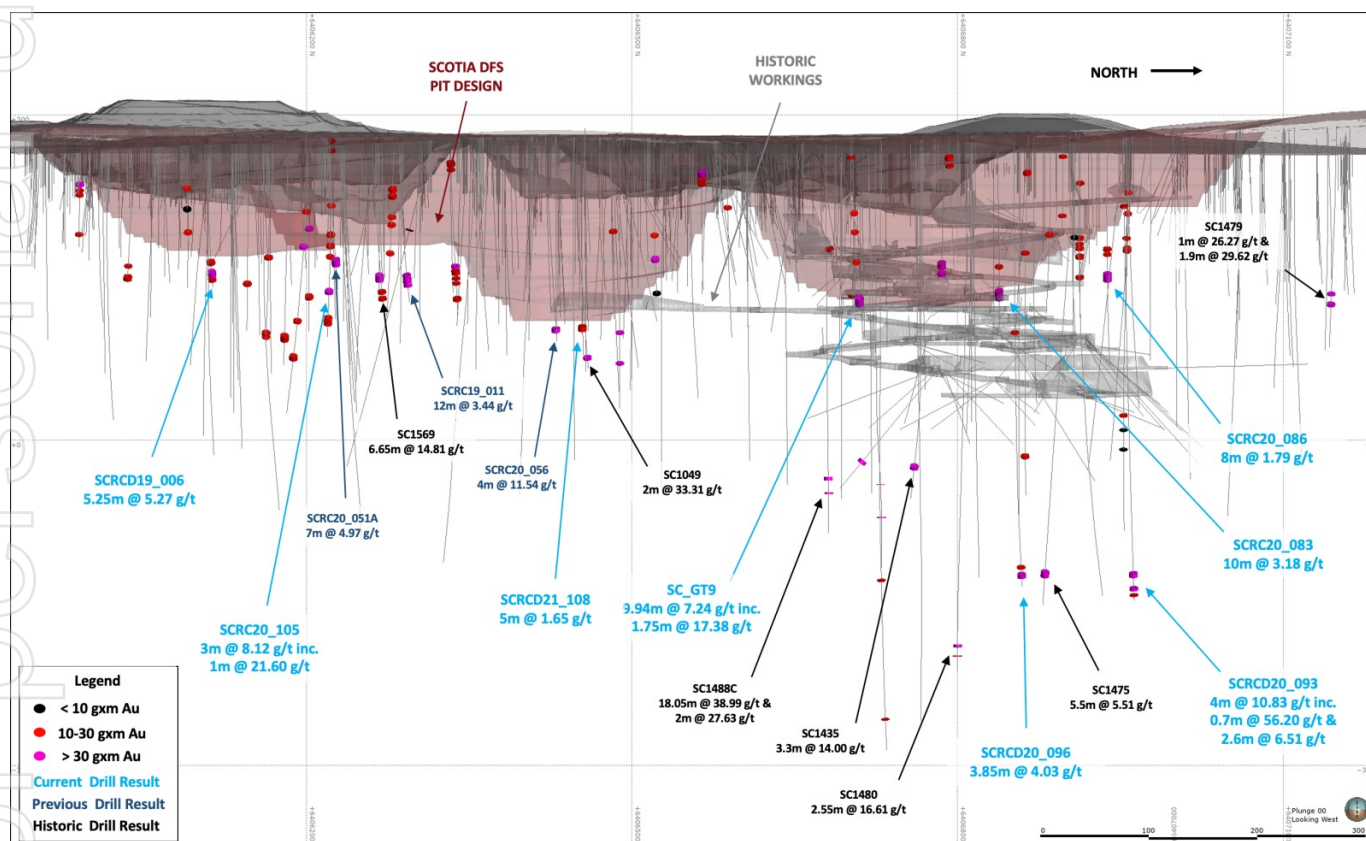 +6406200 N
+6406800 N
+6407100 N
SCOTIA DFS
PIT DESIGN
HISTORIC
WORKINGS
NORTH
SC1479
1m @ 26.27 g/t &
1.9m @ 29.62 g/t
SCRC19_011
12m @ 3.44 g/t
SC1569
6.65m @ 14.81 g/t
SCRC20_086
8m @ 1.79 g/t
+0
SCRCD19_006
5.25m @ 5.27 g/t
SCRC20_056
4m @ 11.54 g/t
SC1049
2m @ 33.31 g/t
SCRC20_051A
7m @ 4.97 g/t
SCRC20_083
10m @ 3.18 g/t
SCRCD21_108
5m @ 1.65 g/t
SC_GT9
9.94m @ 7.24 g/t inc.
1.75m @ 17.38 g/t
SCRC20_105
3m @ 8.12 g/t inc.
1m @ 21.60 g/t
SC1488C
18.05m @ 38.99 g/t &
2m @ 27.63 g/t
SC1475
5.5m @ 5.51 g/t
SCRCD20_093
4m @ 10.83 g/t inc.
0.7m @ 56.20 g/t &
2.6m @ 6.51 g/t
SC1435
3.3m @ 14.00 g/t
SCRCD20_096
3.85m @ 4.03 g/t
SC1480
2.55m @ 16.61 g/t
Legend
< 10 gxm Au
10-30 gxm Au
> 30 gxm Au
Current Drill Result
Previous Drill Result
Historic Drill Result
+6406200 N
+6406800 N
Plunge 00
Looking West
0 100 200 300